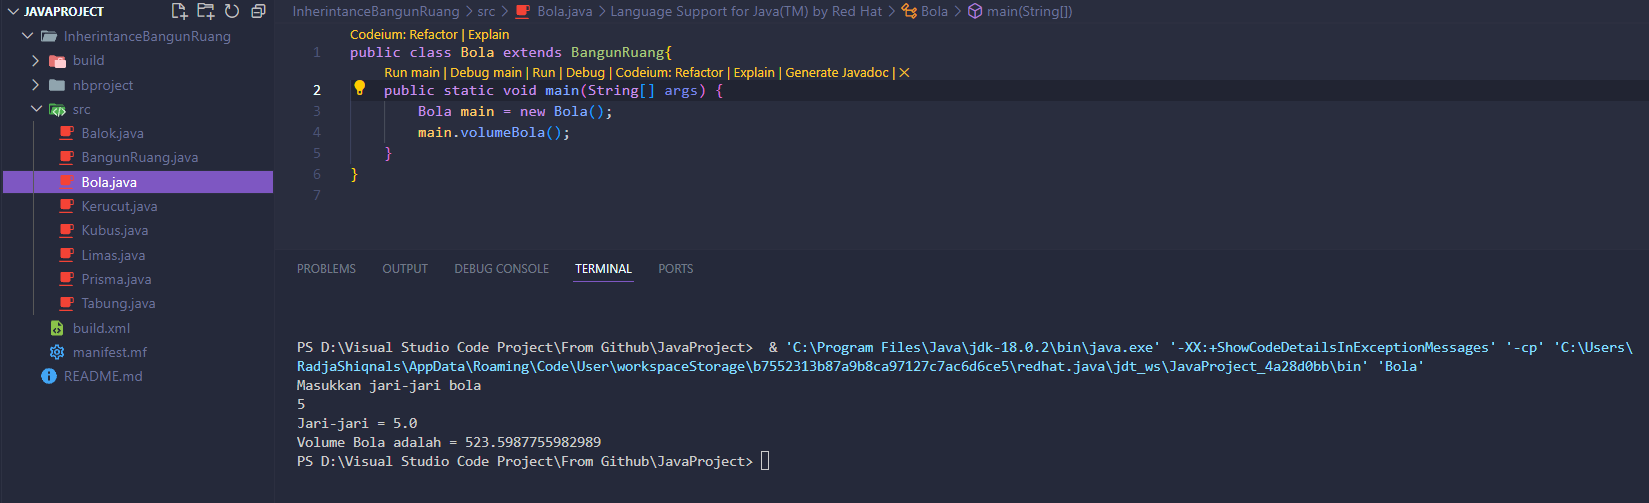 JAVAPROJECT
InherintanceBangunRuang
build
nbproject
src
Balok.java
BangunRuang.java
Bola.java
Kerucut.java
Kubus.java
Limas.java
Prisma.java
Tabung.java
build.xml
manifest.mf
README.md
InherintanceBangunRuang > src > Bola.java > Language Support for Java(TM) by Red Hat > Bola > main(String[])
Codeium: Refactor | Explain
1 public class Bola extends BangunRuang{
Run main | Debug main | Run | Debug | Codeium: Refactor | Explain | Generate Javadoc | ×
2 public static void main(String[] args) {
3 Bola main = new Bola();
4 main.volumeBola();
5 }
6 }
7
PROBLEMS OUTPUT DEBUG CONSOLE TERMINAL PORTS
PS D:\Visual Studio Code Project\From Github\JavaProject>  & 'C:\Program Files\Java\jdk-18.0.2\bin\java.exe' '-XX:+ShowCodeDetailsInExceptionMessages' '-cp' 'C:\Users\
RadjaShiqnals\AppData\Roaming\Code\User\workspaceStorage\b7552313b87a9b8ca97127c7ac6d6ce5\redhat.java\jdt_ws\JavaProject_4a28d0bb\bin' 'Bola'
Masukkan jari-jari bola
5
Jari-jari = 5.0
Volume Bola adalah = 523.5987755982989
PS D:\Visual Studio Code Project\From Github\JavaProject>